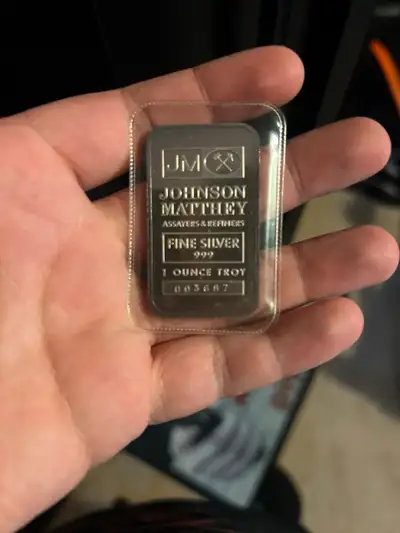 JM
JOHNSON
MATTHEY
ASSAYERS & REFINERS
FINE SILVER
999
1 OUNCE TROY
003687